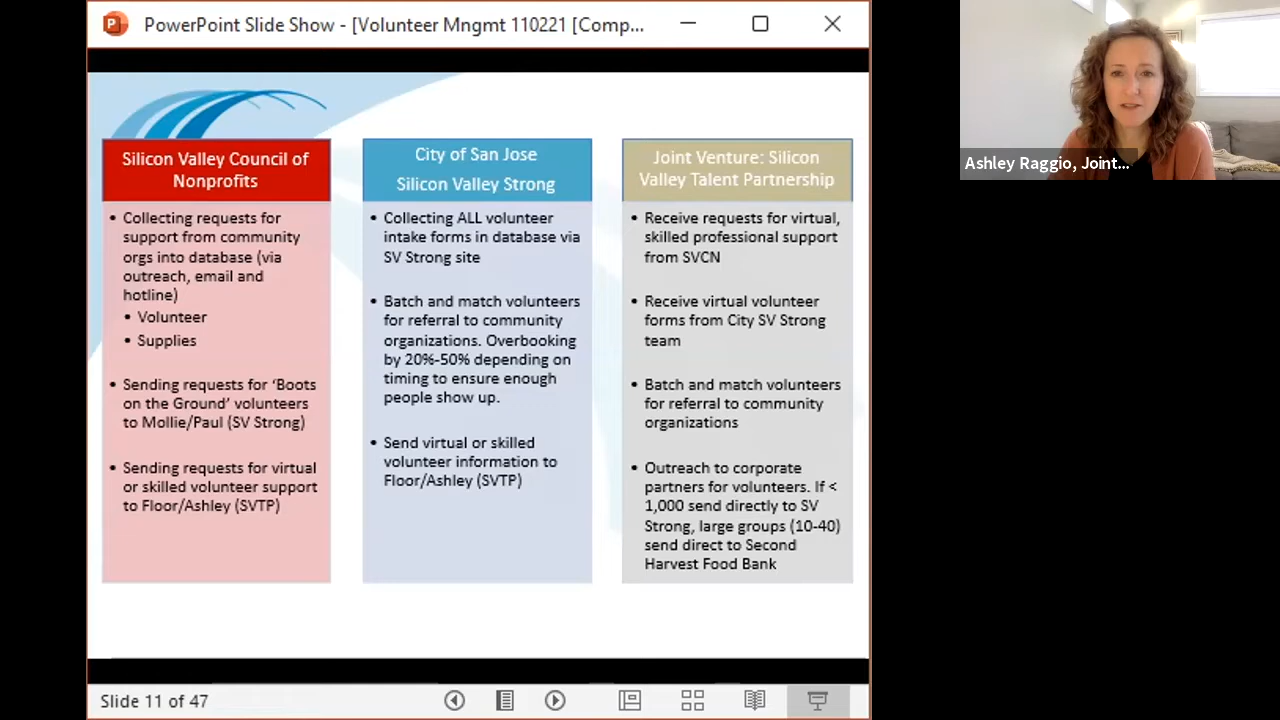 PowerPoint Slide Show - [Volunteer Mngmt 110221 [Comp...
Silicon Valley Council of
Nonprofits
• Collecting requests for
support from community
orgs into database (via
outreach, email and
hotline)
• Volunteer
• Supplies
• Sending requests for ‘Boots
on the Ground’ volunteers
to Mollie/Paul (SV Strong)
• Sending requests for virtual
or skilled volunteer support
to Floor/Ashley (SVTP)
City of San Jose
Silicon Valley Strong
• Collecting ALL volunteer
intake forms in database via
SV Strong site
• Batch and match volunteers
for referral to community
organizations. Overbooking
by 20%-50% depending on
timing to ensure enough
people show up.
• Send virtual or skilled
volunteer information to
Floor/Ashley (SVTP)
Joint Venture: Silicon
Valley Talent Partnership
• Receive requests for virtual,
skilled professional support
from SVCN
• Receive virtual volunteer
forms from City SV Strong
team
• Batch and match volunteers
for referral to community
organizations
• Outreach to corporate
partners for volunteers. If <
1,000 send directly to SV
Strong, large groups (10-40)
send direct to Second
Harvest Food Bank
Slide 11 of 47
Ashley Raggio, Joint...